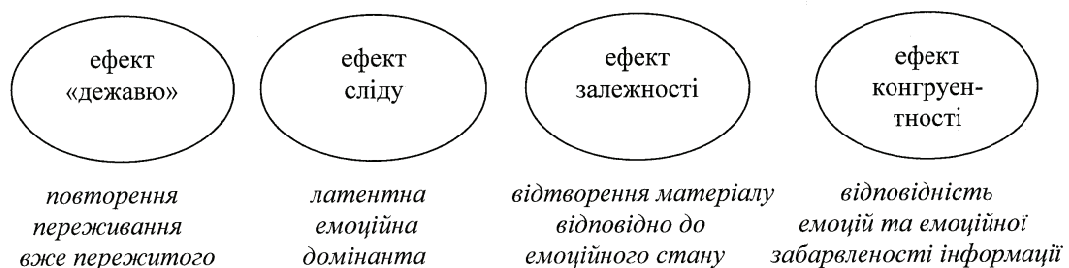 ефект
«дежавю»
ефект
сліду
ефект
залежності
ефект
конгруен-
тності
повторення
переживання
вже пережитого
латентна
емоційна
домінанта
відтворення матеріалу
відповідно до
емоційного стану
відповідність
емоцій та емоційної
забарвленості інформації